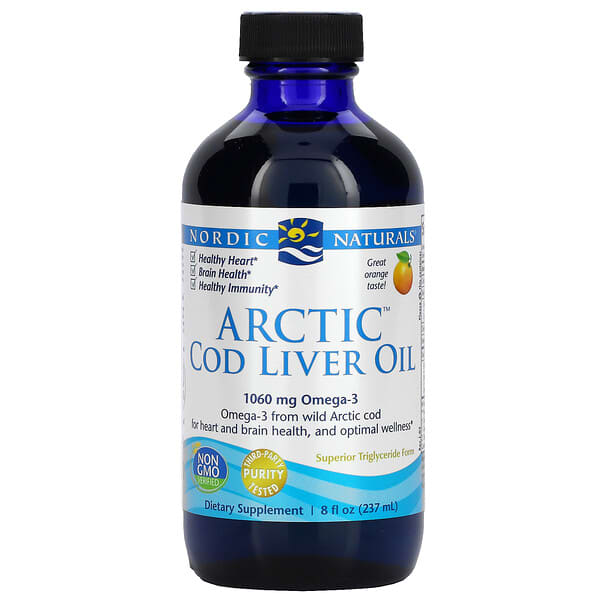 NORDIC NATURALS®
Healthy Heart*
Brain Health*
Healthy Immunity*
Great
orange
taste!
ARCTIC™
COD LIVER OIL
1060 mg Omega-3
Omega-3 from wild Arctic cod
for heart and brain health, and optimal wellness*
Superior Triglyceride Form
NON
GMO
VERIFIED
THIRD-PARTY
PURITY
TESTED
Dietary Supplement | 8 fl oz (237 mL)